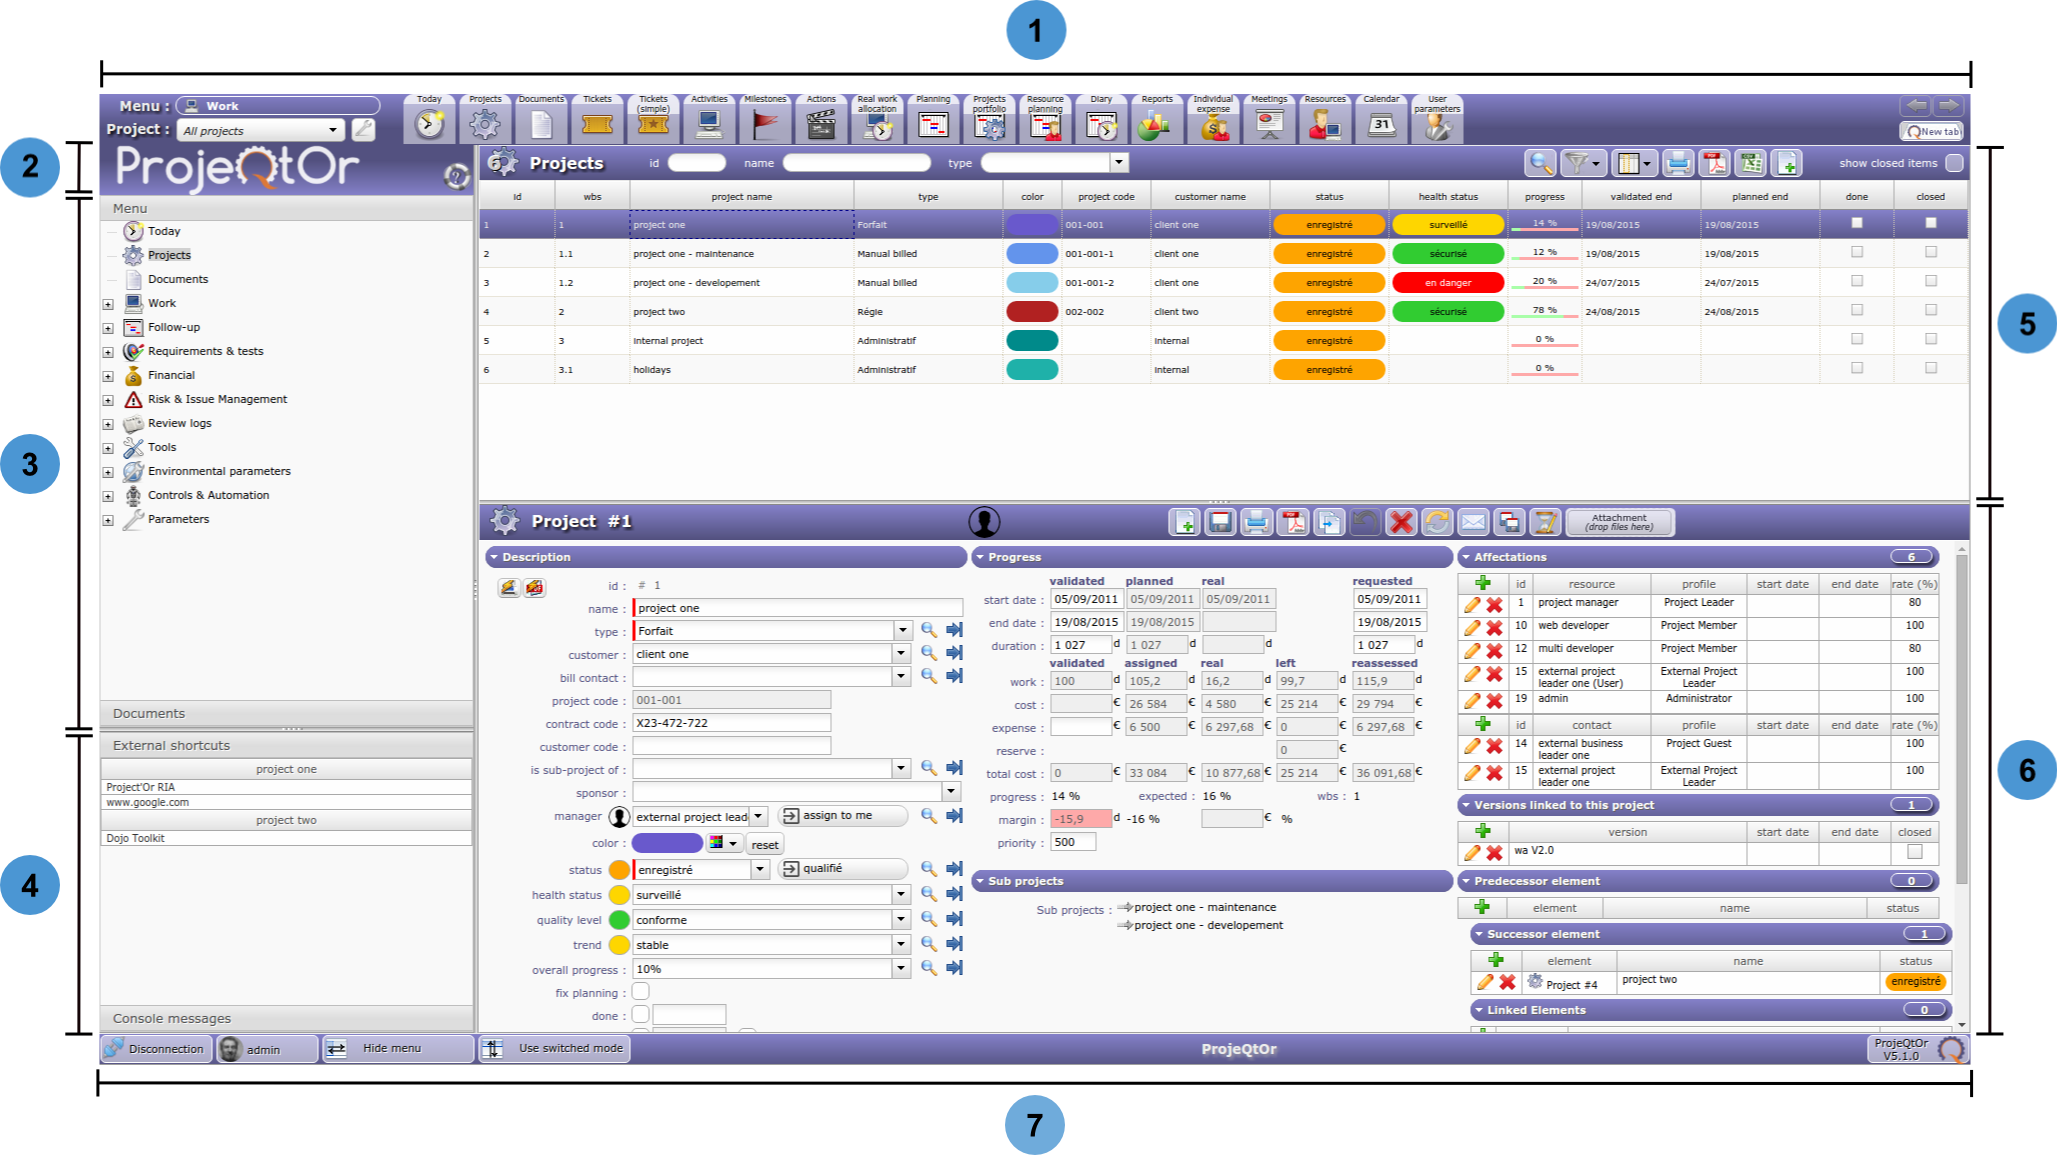 1
Menu : Work
Project : All projects
Today
Projects
Documents
Tickets
Tickets (simple)
Activities
Milestones
Actions
Real work allocation
Planning
Projects portfolio
Resource planning
Diary
Reports
Individual expense
Meetings
Resources
Calendar
31
User parameters
New tab
2
ProjeQtOr
Menu
Today
Projects
Documents
Work
Follow-up
Requirements & tests
Financial
Risk & Issue Management
Review logs
Tools
Environmental parameters
Controls & Automation
Parameters
3
Documents
External shortcuts
project one
Project'Or RIA
www.google.com
project two
Dojo Toolkit
4
Console messages
6 Projects id name type show closed items
id wbs project name type color project code customer name status health status progress validated end planned end done closed
1 1 project one Forfait 001-001 client one enregistré surveillé 14 % 19/08/2015 19/08/2015
2 1.1 project one - maintenance Manual billed 001-001-1 client one enregistré sécurisé 12 % 19/08/2015 19/08/2015
3 1.2 project one - developement Manual billed 001-001-2 client one enregistré en danger 20 % 24/07/2015 24/07/2015
4 2 project two Régie 002-002 client two enregistré sécurisé 78 % 24/08/2015 24/08/2015
5 3 internal project Administratif internal enregistré 0 %
6 3.1 holidays Administratif internal enregistré 0 %
5
Project #1
Attachment
(drop files here)
Description
id : # 1
name : project one
type : Forfait
customer : client one
bill contact :
project code : 001-001
contract code : X23-472-722
customer code :
is sub-project of :
sponsor :
manager external project lead assign to me
color : reset
status enregistré qualifié
health status surveillé
quality level conforme
trend stable
overall progress : 10%
fix planning :
done :
Progress
validated planned real requested
start date : 05/09/2011 05/09/2011 05/09/2011 05/09/2011
end date : 19/08/2015 19/08/2015 19/08/2015
duration : 1 027 d 1 027 d d 1 027 d
validated assigned real left reassessed
work : 100 d 105,2 d 16,2 d 99,7 d 115,9 d
cost : € 26 584 € 4 580 € 25 214 € 29 794 €
expense : € 6 500 € 6 297,68 € 0 € 6 297,68 €
reserve : 0 €
total cost : 0 € 33 084 € 10 877,68 € 25 214 € 36 091,68 €
progress : 14 % expected : 16 % wbs : 1
margin : -15,9 d -16 % € %
priority : 500
Sub projects
Sub projects : project one - maintenance
project one - developement
Affectations 6
id resource profile start date end date rate (%)
1 project manager Project Leader 80
10 web developer Project Member 100
12 multi developer Project Member 80
15 external project leader one (User) External Project Leader 100
19 admin Administrator 100
id contact profile start date end date rate (%)
14 external business leader one Project Guest 100
15 external project leader one External Project Leader 100
Versions linked to this project 1
version start date end date closed
wa V2.0
Predecessor element 0
element name status
Successor element 1
element name status
Project #4 project two enregistré
Linked Elements 0
6
Disconnection
admin
Hide menu
Use switched mode
ProjeQtOr
ProjeQtOr
V5.1.0
7